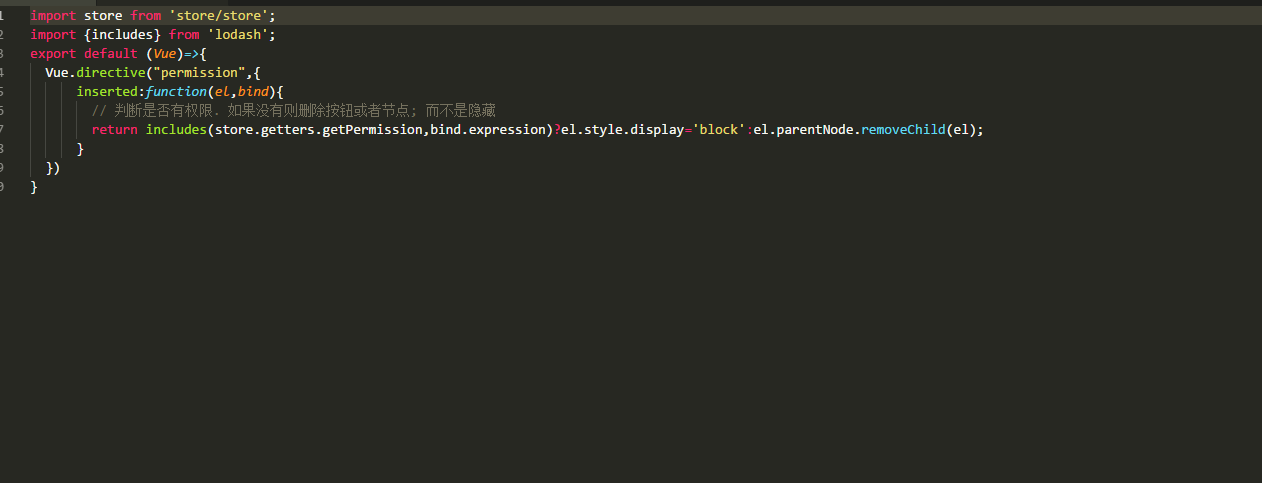 1 import store from 'store/store';
2 import {includes} from 'lodash';
3 export default (Vue)=>{
4 Vue.directive("permission",{
5 inserted:function(el,bind){
6 // 判断是否有权限. 如果没有则删除按钮或者节点; 而不是隐藏
7 return includes(store.getters.getPermission,bind.expression)?el.style.display='block':el.parentNode.removeChild(el);
8 }
9 })
0 }